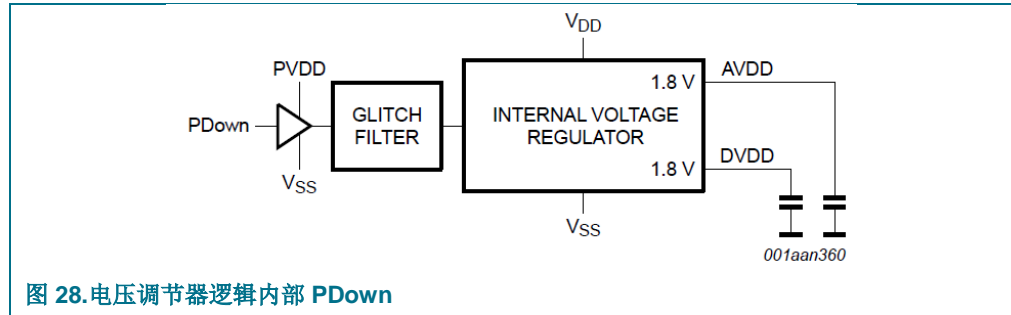 VDD
PVDD
1.8 V
AVDD
PDown
GLITCH
FILTER
INTERNAL VOLTAGE
REGULATOR
1.8 V
DVDD
VSS
VSS
001aan360
图 28.电压调节器逻辑内部 PDown